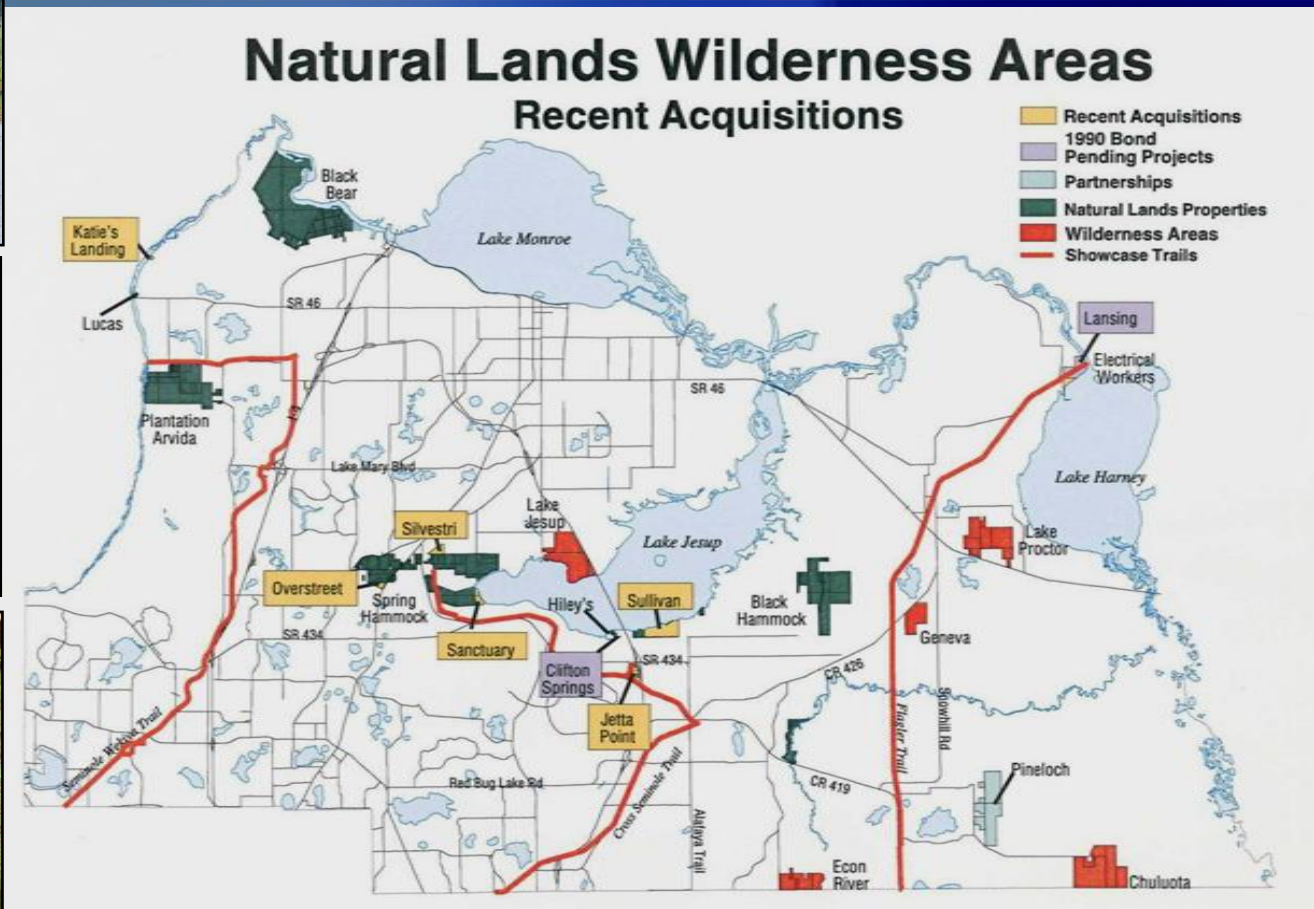 Natural Lands Wilderness Areas
Recent Acquisitions
Recent Acquisitions
1990 Bond
Pending Projects
Partnerships
Natural Lands Properties
Wilderness Areas
Showcase Trails
Black
Bear
Lake Monroe
Katie's
Landing
Lucas
SR 46
Lansing
Electrical
Workers
SR 46
Plantation
Arvida
I-4
Lake Mary Blvd
Lake Harney
Lake
Jesup
Silvestri
Lake Jesup
Lake
Proctor
Overstreet
Spring
Hammock
Hiley's
Sullivan
Black
Hammock
Geneva
SR 434
Sanctuary
SR 434
Clifton
Springs
CR 426
Jetta
Point
Snowhill Rd
Flagler Trail
Seminole Wekiva Trail
Cross Seminole Trail
Red Bug Lake Rd
CR 419
Pineloch
Alafaya Trail
Econ
River
Chuluota